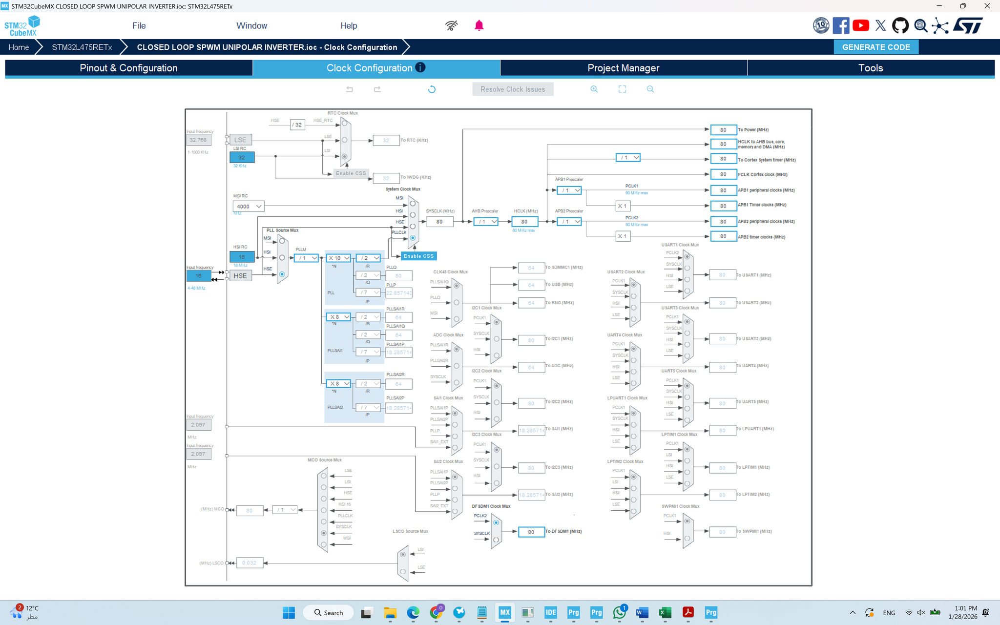 STM32CubeMX CLOSED LOOP SPWM UNIPOLAR INVERTER.ioc: STM32L475RETx
STM32 CubeMX
File Window Help
Home STM32L475RETx CLOSED LOOP SPWM UNIPOLAR INVERTER.ioc - Clock Configuration GENERATE CODE
Pinout & Configuration Clock Configuration Project Manager Tools
Resolve Clock Issues
RTC Clock Mux
HSE / 32 HSE_RTC
Input frequency
32.768
1-1000 KHz
LSE
LSE
32 To RTC (KHz)
LSI RC
32
32 KHz
LSI
Enable CSS
32 To IWDG (KHz)
System Clock Mux
MSI RC
4000
KHz
MSI
HSI
HSE
PLLCLK
SYSCLK (MHz)
80
AHB Prescaler
/ 1
HCLK (MHz)
80
80 MHz max
Enable CSS
80 To Power (MHz)
80 HCLK to AHB bus, core, memory and DMA (MHz)
/ 1 80 To Cortex System timer (MHz)
80 FCLK Cortex clock (MHz)
APB1 Prescaler
/ 1
PCLK1
80 MHz max
80 APB1 peripheral clocks (MHz)
X 1 80 APB1 Timer clocks (MHz)
APB2 Prescaler
/ 1
PCLK2
80 MHz max
80 APB2 peripheral clocks (MHz)
X 1 80 APB2 timer clocks (MHz)
PLL Source Mux
MSI
HSI
HSE
HSI RC
16
16 MHz
Input frequency
16
4-48 MHz
HSE
PLLM
/ 1
X 10
*N
/ 2
/R
PLLQ
/ 2 80
/Q
PLLP
PLL
/ 7 22.857143
/P
PLLSAI1R
X 8 / 2 64
*N /R
PLLSAI1Q
/ 2 64
/Q
PLLSAI1P
PLLSAI1
/ 7 18.285714
/P
PLLSAI2R
X 8 / 2 64
*N /R
PLLSAI2P
PLLSAI2
/ 7 18.285714
/P
CLK48 Clock Mux
PLLSAI1Q
PLLQ
MSI
64 To SDMMC1 (MHz)
64 To USB (MHz)
64 To RNG (MHz)
ADC Clock Mux
PLLSAI1R
PLLSAI2R
SYSCLK
64 To ADC (MHz)
SAI1 Clock Mux
PLLSAI1P
PLLSAI2P
PLLP
SAI1_EXT
18.285714 To SAI1 (MHz)
SAI2 Clock Mux
PLLSAI1P
PLLSAI2P
PLLP
SAI2_EXT
18.285714 To SAI2 (MHz)
I2C1 Clock Mux
PCLK1
SYSCLK
HSI
80 To I2C1 (MHz)
I2C2 Clock Mux
PCLK1
SYSCLK
HSI
80 To I2C2 (MHz)
I2C3 Clock Mux
PCLK1
SYSCLK
HSI
80 To I2C3 (MHz)
DFSDM1 Clock Mux
PCLK2
SYSCLK
80 To DFSDM1 (MHz)
USART1 Clock Mux
PCLK2
SYSCLK
HSI
LSE
80 To USART1 (MHz)
USART2 Clock Mux
PCLK1
SYSCLK
HSI
LSE
80 To USART2 (MHz)
USART3 Clock Mux
PCLK1
SYSCLK
HSI
LSE
80 To USART3 (MHz)
UART4 Clock Mux
PCLK1
SYSCLK
HSI
LSE
80 To UART4 (MHz)
UART5 Clock Mux
PCLK1
SYSCLK
HSI
LSE
80 To UART5 (MHz)
LPUART1 Clock Mux
PCLK1
SYSCLK
HSI
LSE
80 To LPUART1 (MHz)
LPTIM1 Clock Mux
PCLK1
LSI
HSI
LSE
80 To LPTIM1 (MHz)
LPTIM2 Clock Mux
PCLK1
LSI
HSI
LSE
80 To LPTIM2 (MHz)
SWPMI1 Clock Mux
PCLK1
HSI
80 To SWPMI1 (MHz)
Input frequency
2.097
MHz
Input frequency
2.097
MHz
MCO Source Mux
LSE
LSI
HSE
HSI 16
PLLCLK
SYSCLK
MSI
(MHz) MCO 80 / 1
LSCO Source Mux
LSI
LSE
(MHz) LSCO 0.032
2 12°C
مطر
Search
0
MX IDE Prg Prg 1 Prg
ENG
1:01 PM
1/28/2026